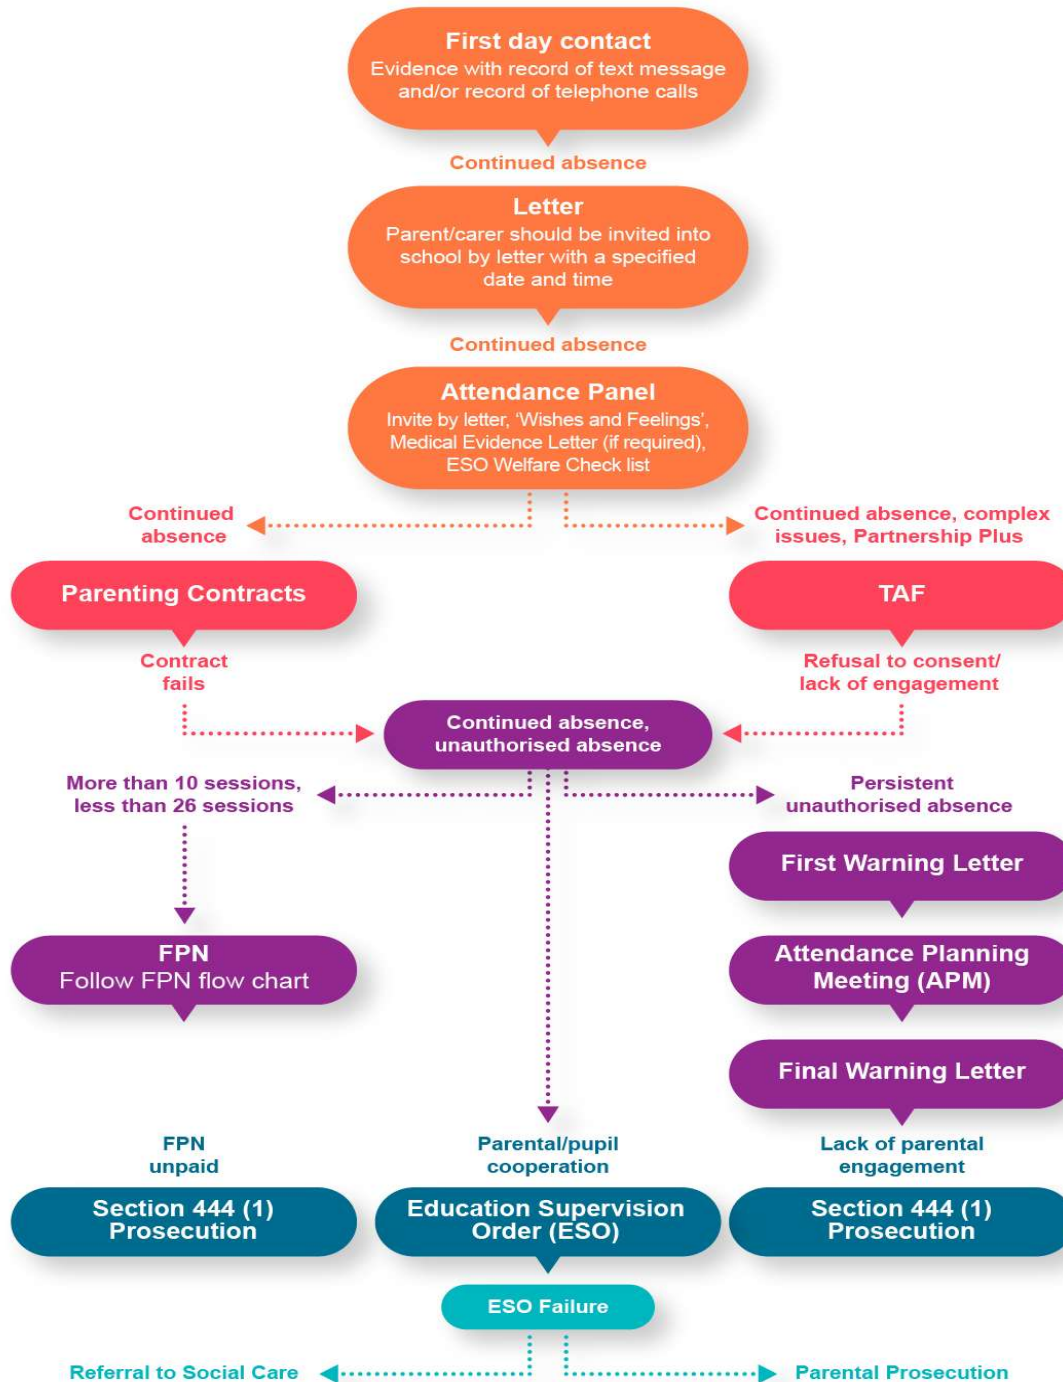 First day contact
Evidence with record of text message
and/or record of telephone calls
Continued absence
Letter
Parent/carer should be invited into
school by letter with a specified
date and time
Continued absence
Attendance Panel
Invite by letter, ‘Wishes and Feelings’,
Medical Evidence Letter (if required),
ESO Welfare Check list
Continued
absence
Continued absence, complex
issues, Partnership Plus
Parenting Contracts
TAF
Contract
fails
Refusal to consent/
lack of engagement
Continued absence,
unauthorised absence
More than 10 sessions,
less than 26 sessions
Persistent
unauthorised absence
First Warning Letter
FPN
Follow FPN flow chart
Attendance Planning
Meeting (APM)
Final Warning Letter
FPN
unpaid
Parental/pupil
cooperation
Lack of parental
engagement
Section 444 (1)
Prosecution
Education Supervision
Order (ESO)
Section 444 (1)
Prosecution
ESO Failure
Referral to Social Care
Parental Prosecution